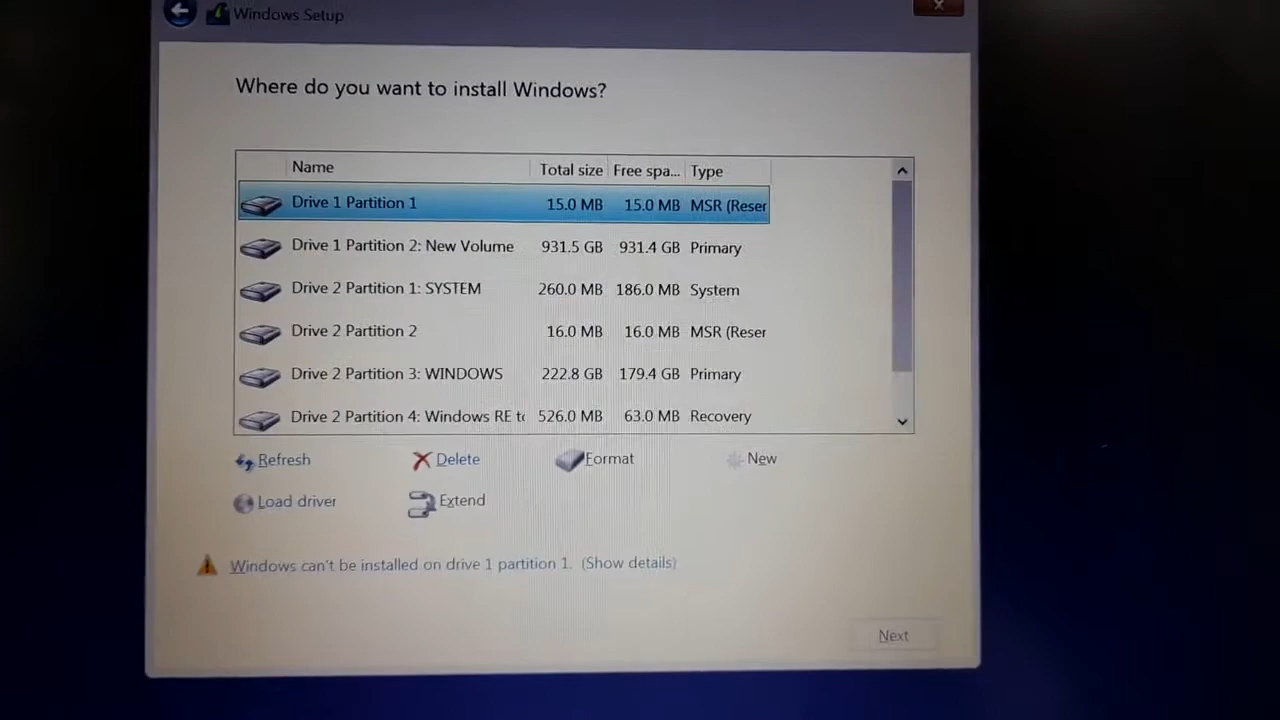 Windows Setup
Where do you want to install Windows?
Name Total size Free spa... Type
Drive 1 Partition 1 15.0 MB 15.0 MB MSR (Reser
Drive 1 Partition 2: New Volume 931.5 GB 931.4 GB Primary
Drive 2 Partition 1: SYSTEM 260.0 MB 186.0 MB System
Drive 2 Partition 2 16.0 MB 16.0 MB MSR (Reser
Drive 2 Partition 3: WINDOWS 222.8 GB 179.4 GB Primary
Drive 2 Partition 4: Windows RE to 526.0 MB 63.0 MB Recovery
Refresh Delete Format New
Load driver Extend
Windows can't be installed on drive 1 partition 1. (Show details)
Next